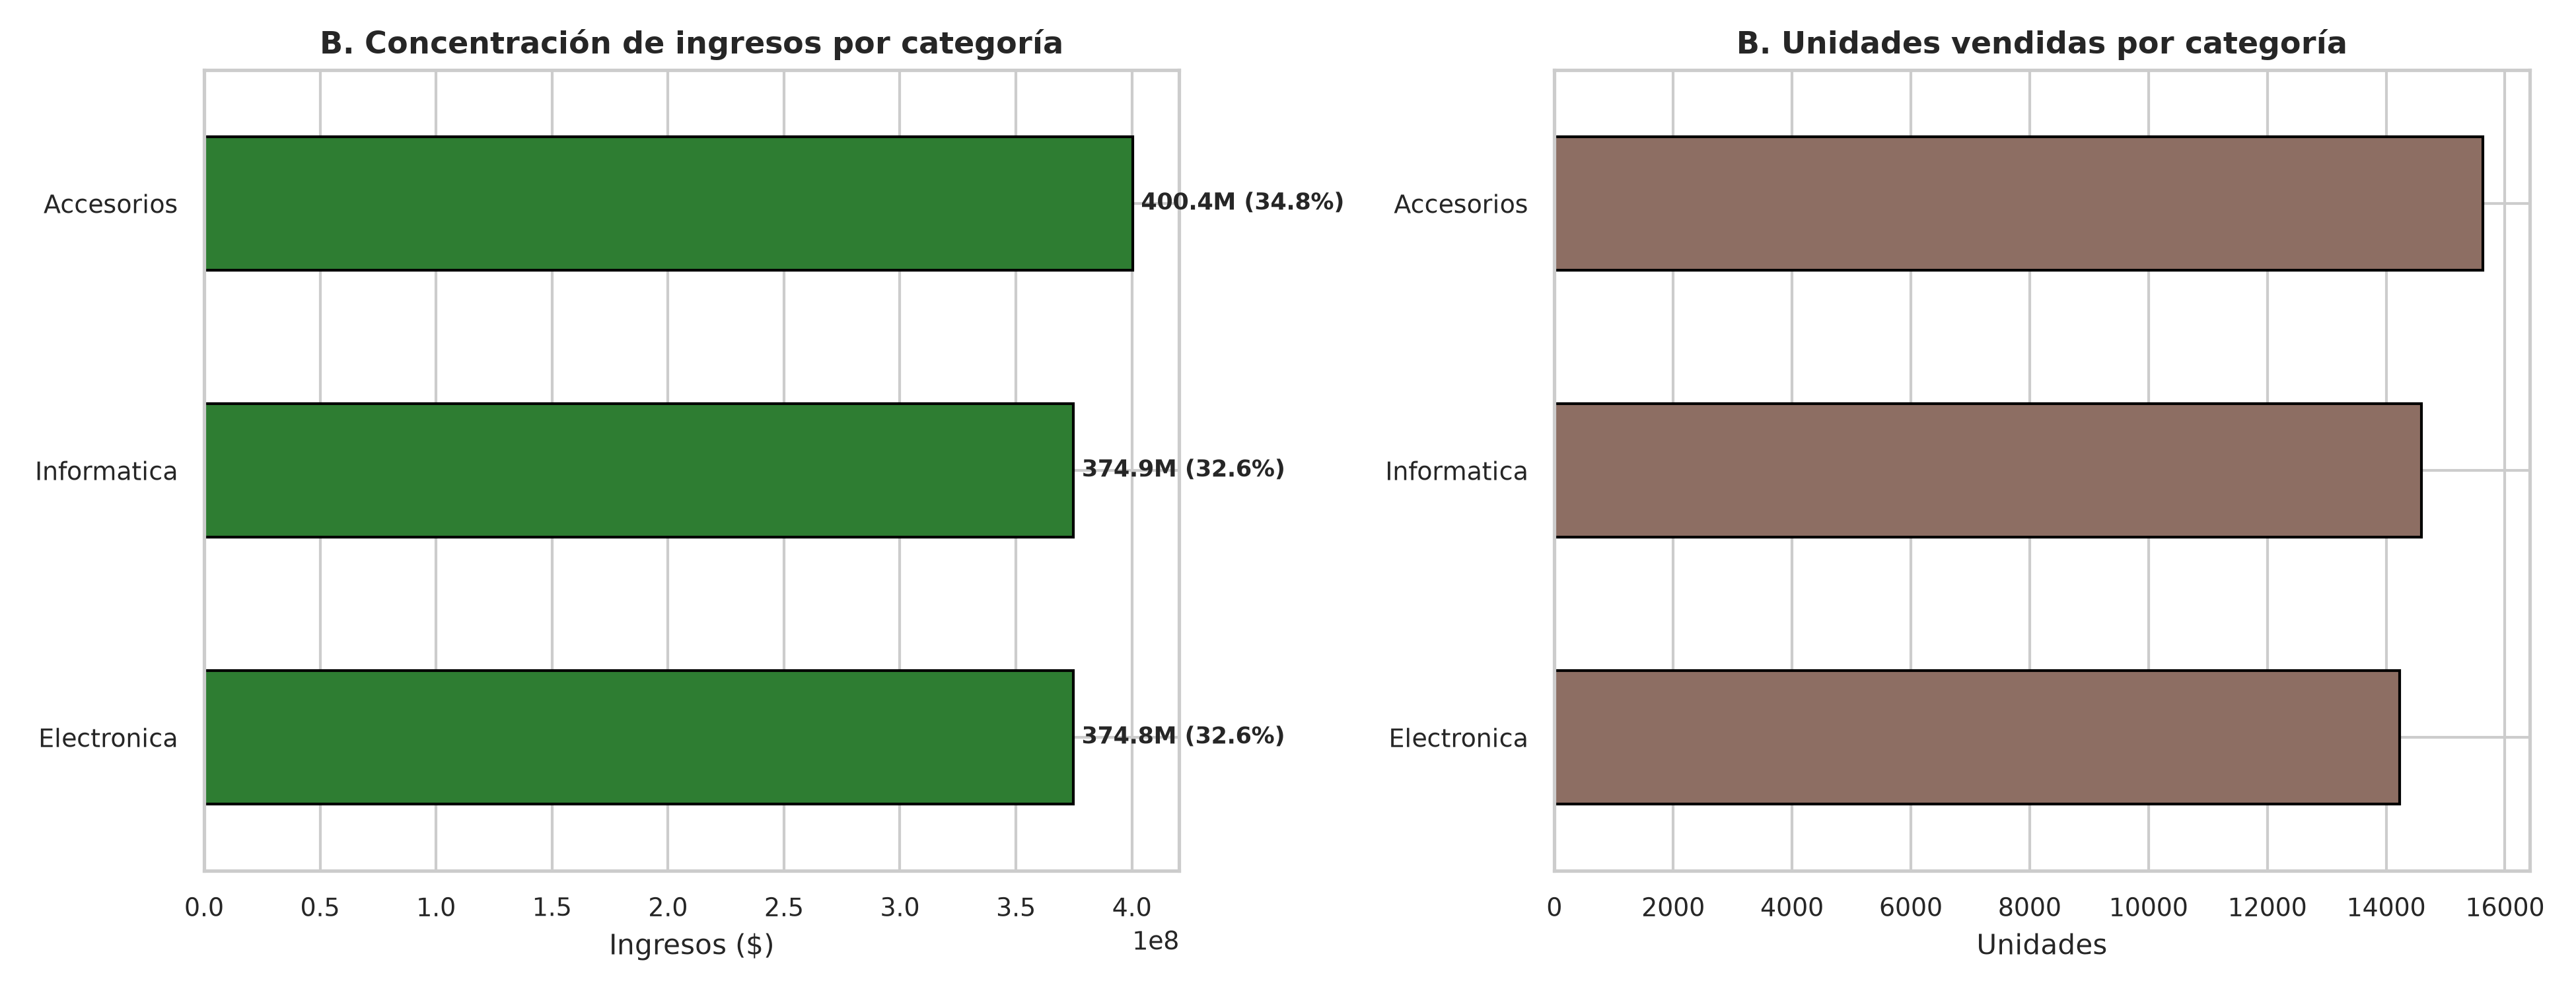 B. Concentración de ingresos por categoría
Accesorios
400.4M (34.8%)
Informatica
374.9M (32.6%)
Electronica
374.8M (32.6%)
0.0 0.5 1.0 1.5 2.0 2.5 3.0 3.5 4.0
1e8
Ingresos ($)
B. Unidades vendidas por categoría
Accesorios
Informatica
Electronica
0 2000 4000 6000 8000 10000 12000 14000 16000
Unidades